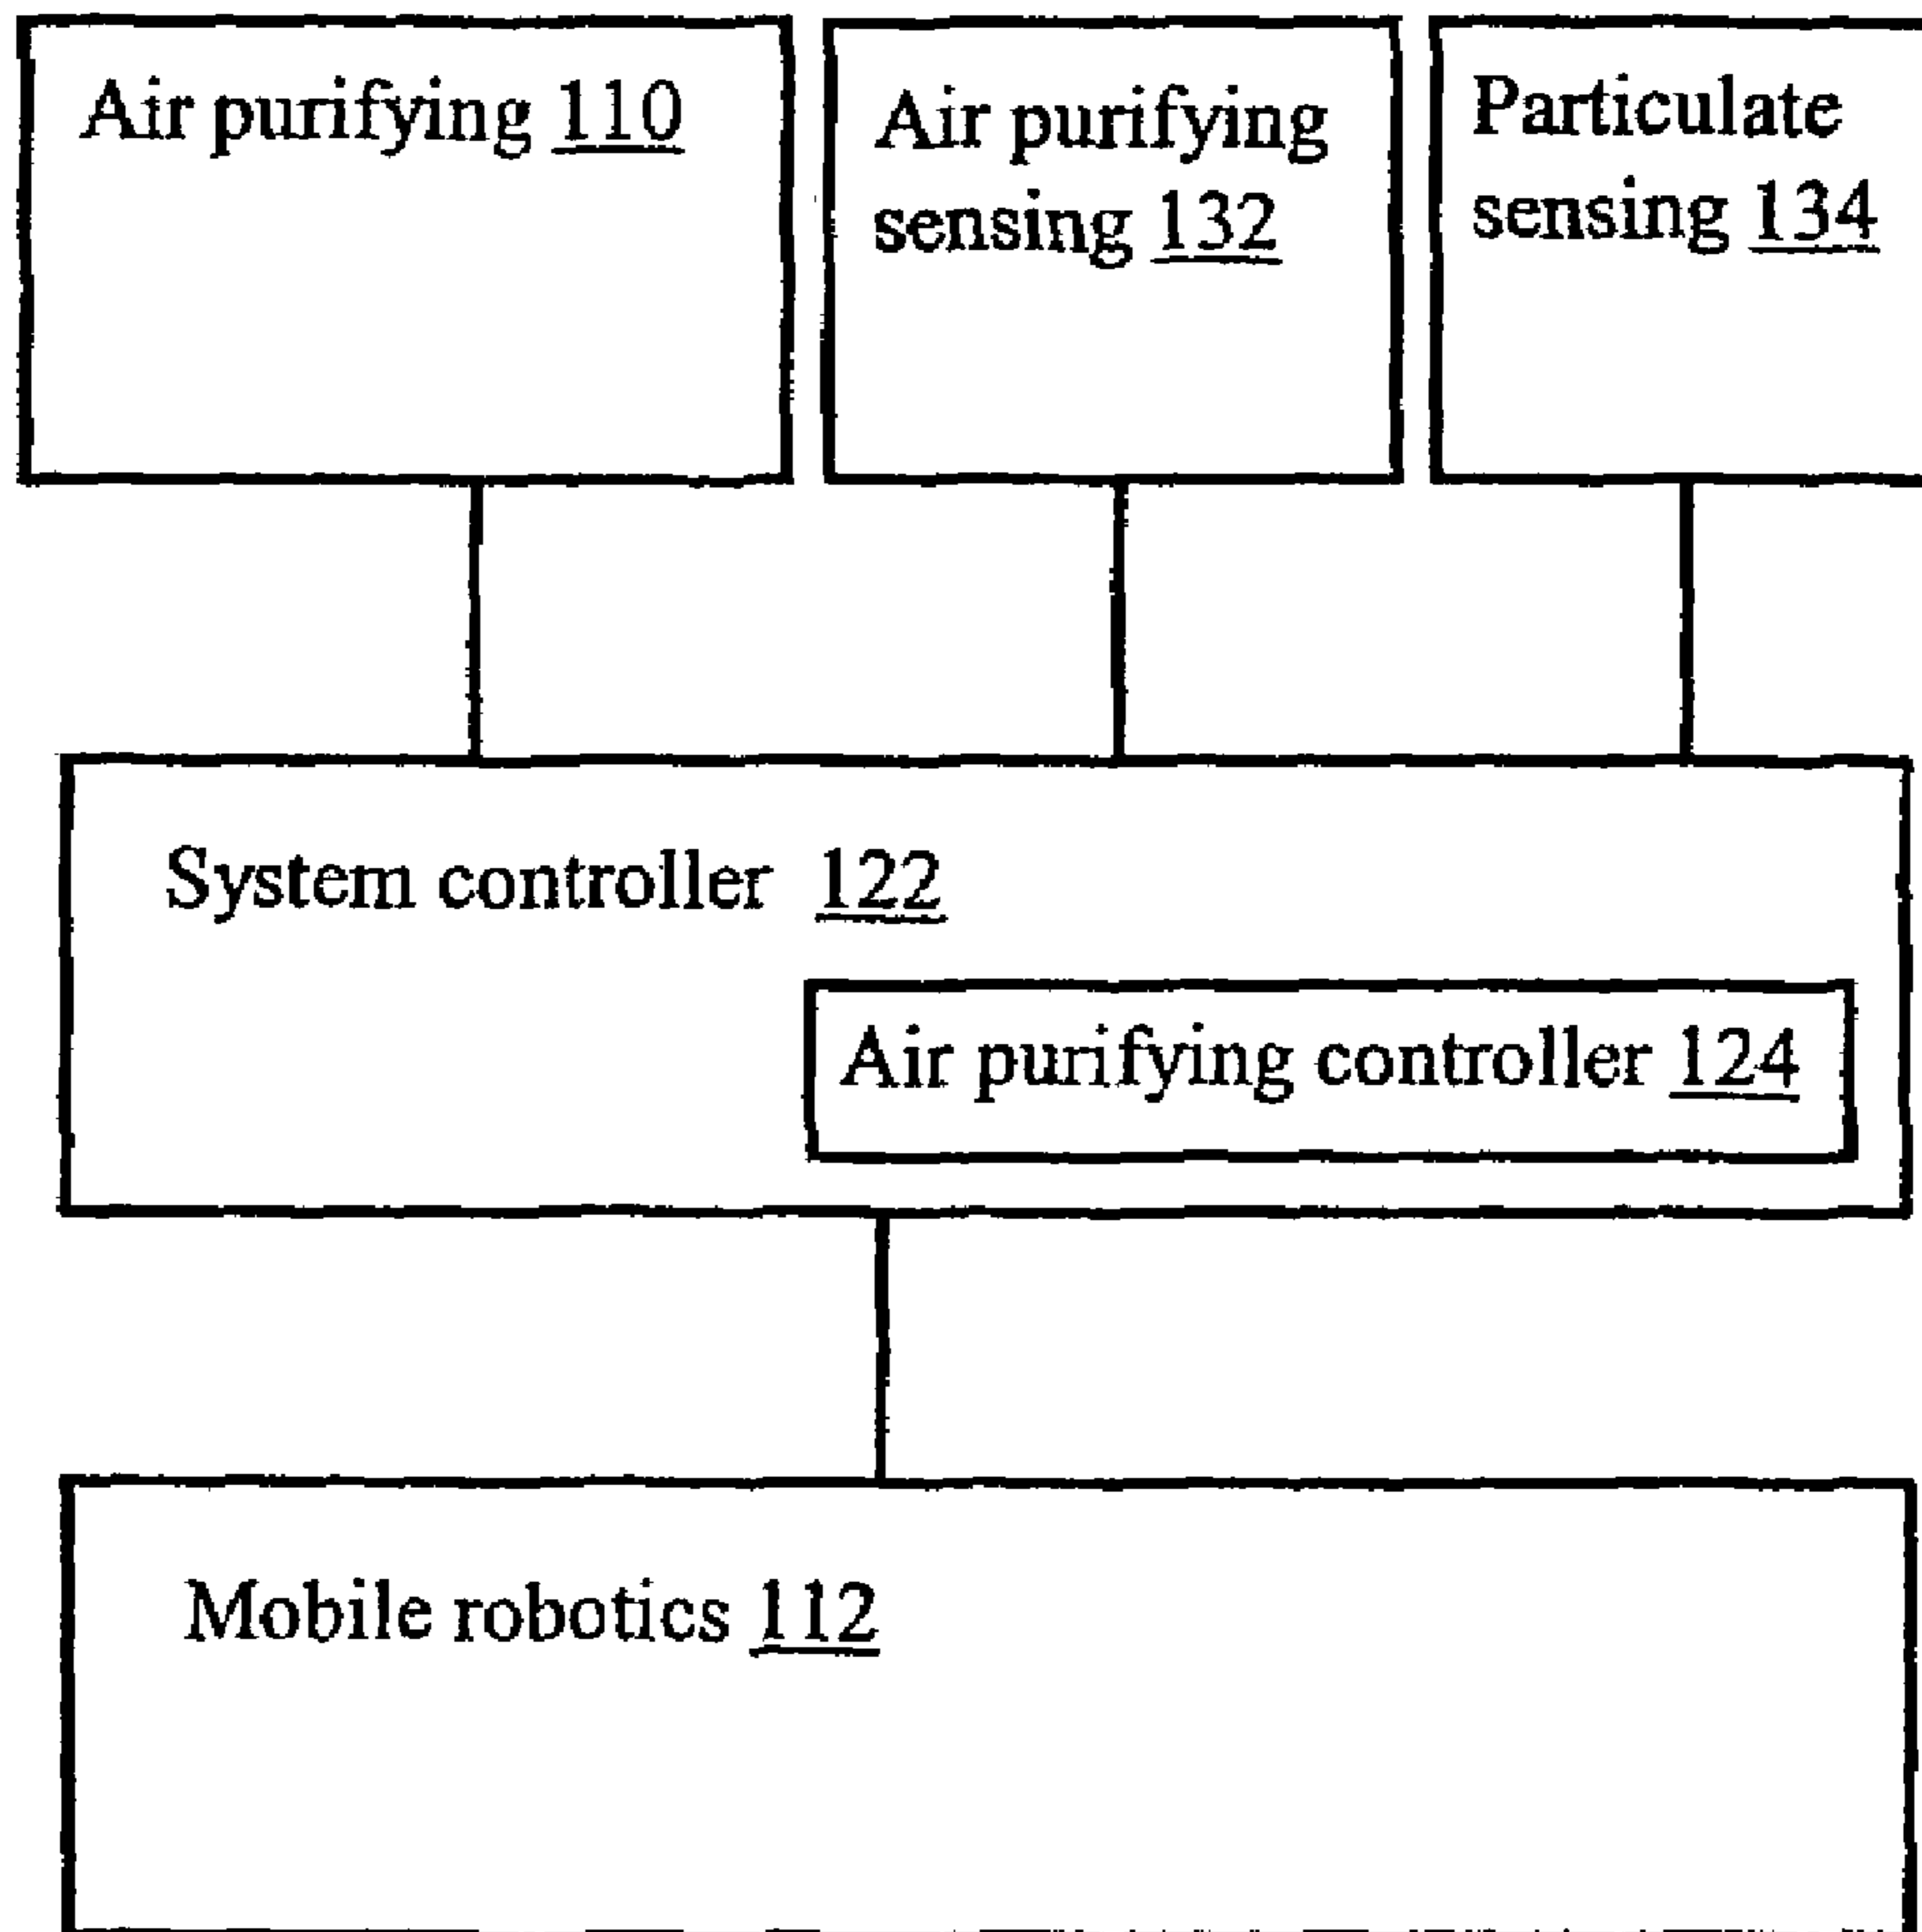 Air purifying 110
Air purifying
sensing 132
Particulate
sensing 134
System controller 122
Air purifying controller 124
Mobile robotics 112